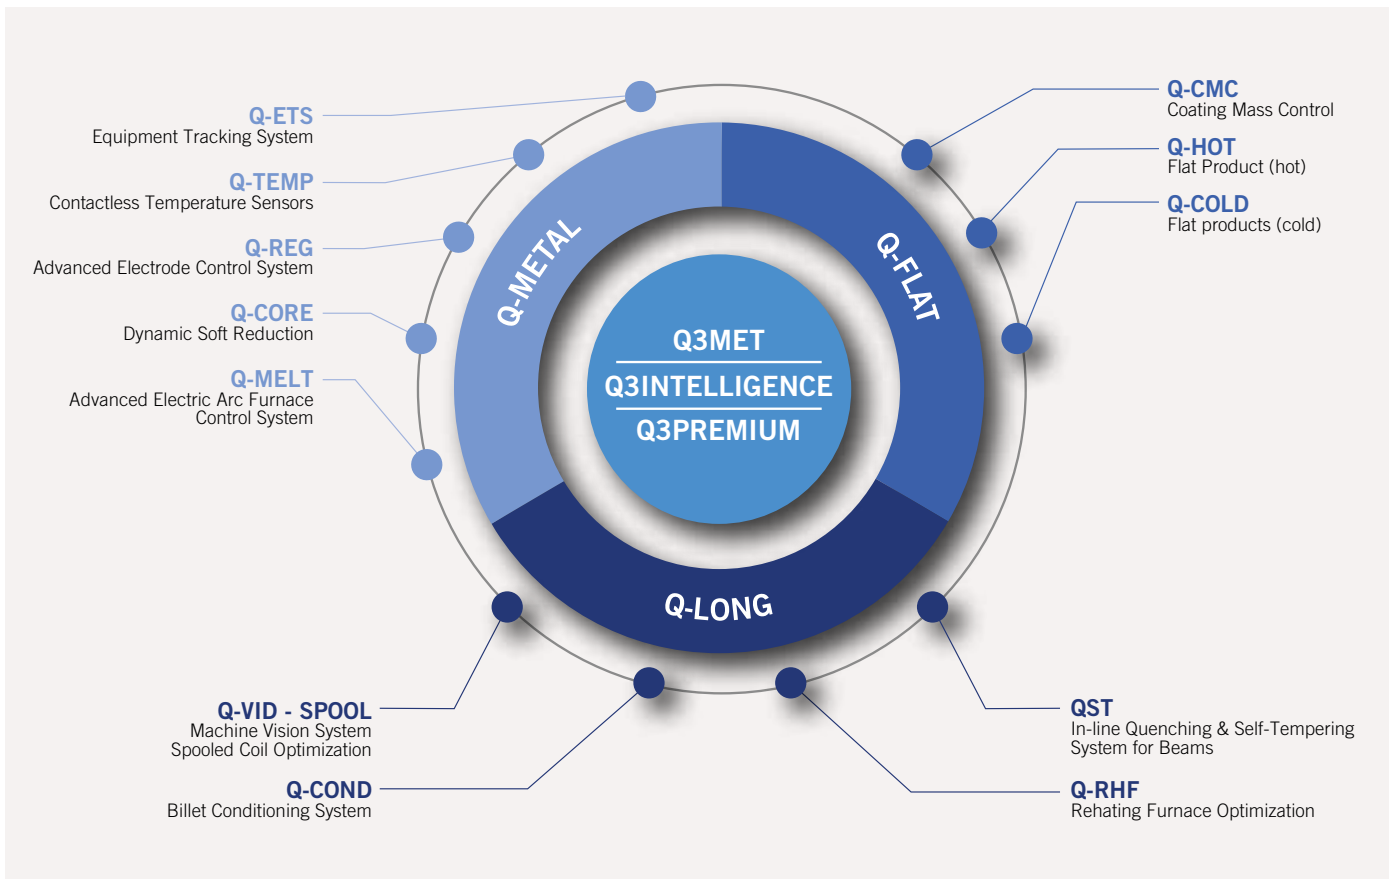 Q-ETS
Equipment Tracking System
Q-TEMP
Contactless Temperature Sensors
Q-REG
Advanced Electrode Control System
Q-CORE
Dynamic Soft Reduction
Q-MELT
Advanced Electric Arc Furnace
Control System
Q-METAL
Q-FLAT
Q-LONG
Q3MET
Q3INTELLIGENCE
Q3PREMIUM
Q-CMC
Coating Mass Control
Q-HOT
Flat Product (hot)
Q-COLD
Flat products (cold)
Q-VID - SPOOL
Machine Vision System
Spooled Coil Optimization
Q-COND
Billet Conditioning System
QST
In-line Quenching & Self-Tempering
System for Beams
Q-RHF
Rehating Furnace Optimization